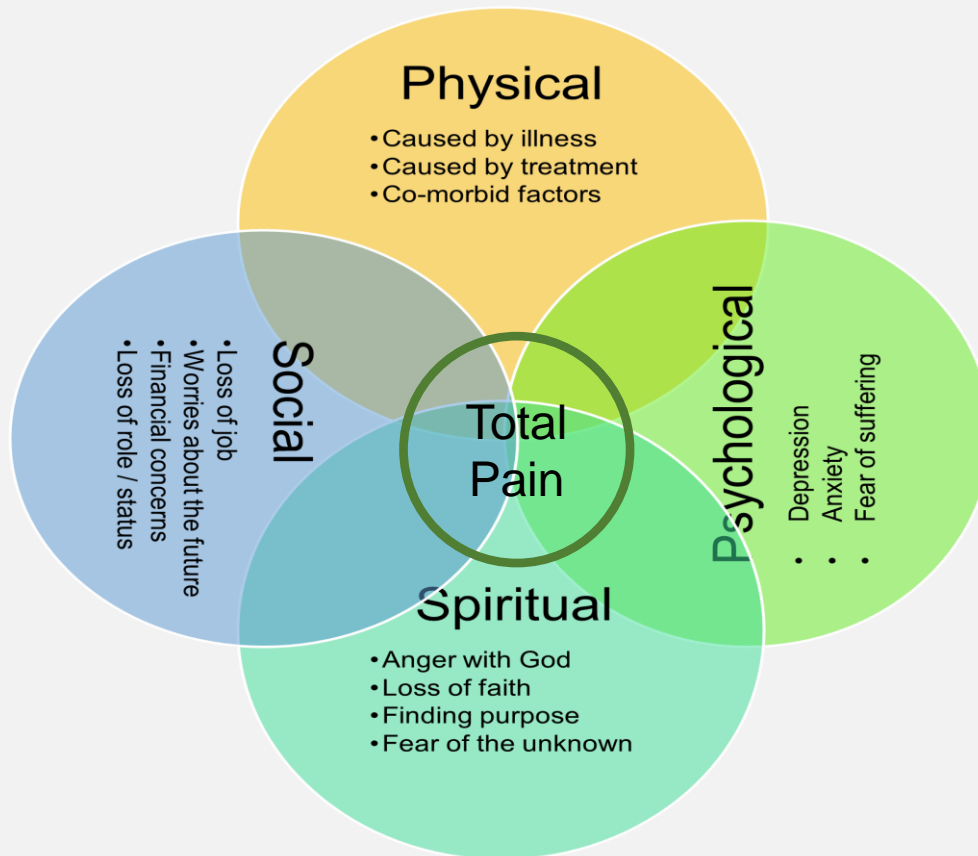 Physical
•Caused by illness
•Caused by treatment
•Co-morbid factors
Social
•Loss of job
•Worries about the future
•Financial concerns
•Loss of role / status
Total
Pain
Psychological
• Depression
• Anxiety
• Fear of suffering
Spiritual
•Anger with God
•Loss of faith
•Finding purpose
•Fear of the unknown